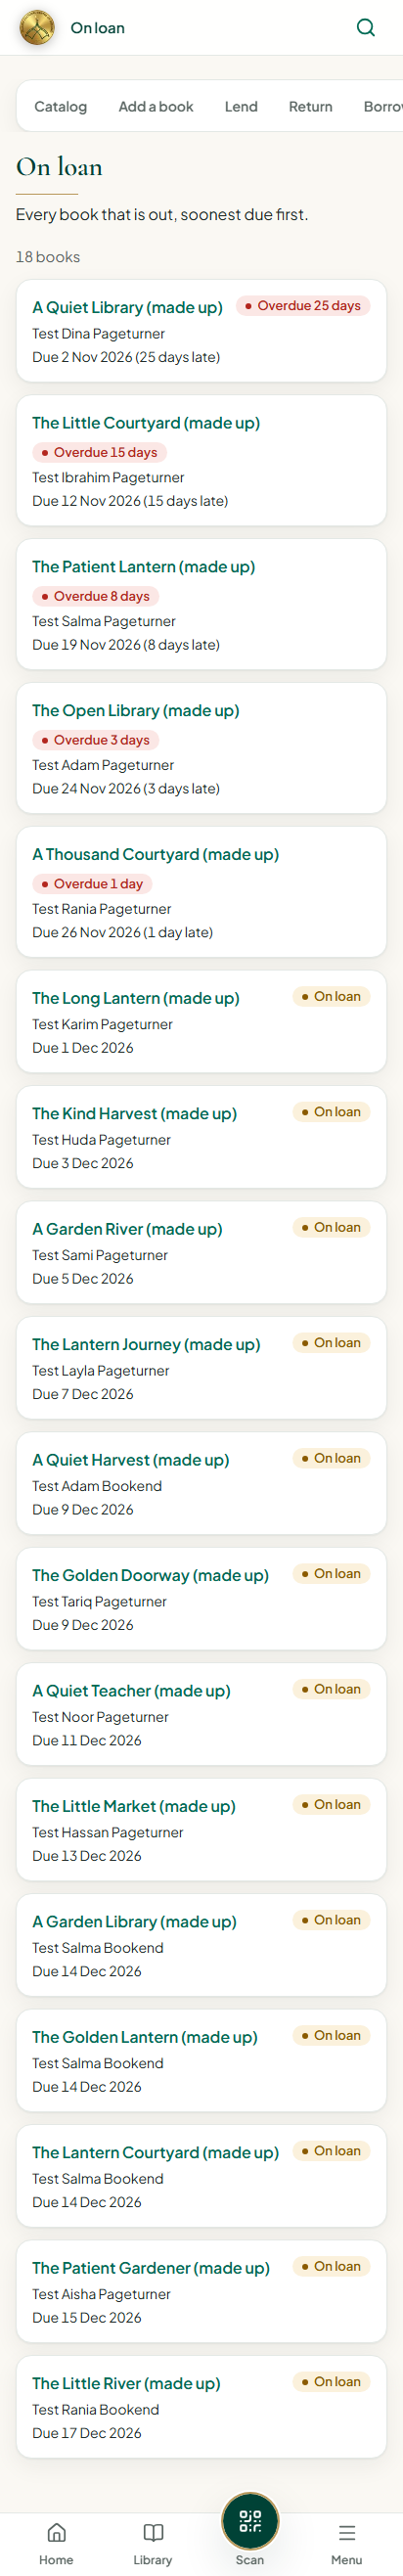 On loan
Catalog Add a book Lend Return Borrow
On loan
Every book that is out, soonest due first.
18 books
A Quiet Library (made up) Overdue 25 days
Test Dina Pageturner
Due 2 Nov 2026 (25 days late)
The Little Courtyard (made up)
Overdue 15 days
Test Ibrahim Pageturner
Due 12 Nov 2026 (15 days late)
The Patient Lantern (made up)
Overdue 8 days
Test Salma Pageturner
Due 19 Nov 2026 (8 days late)
The Open Library (made up)
Overdue 3 days
Test Adam Pageturner
Due 24 Nov 2026 (3 days late)
A Thousand Courtyard (made up)
Overdue 1 day
Test Rania Pageturner
Due 26 Nov 2026 (1 day late)
The Long Lantern (made up) On loan
Test Karim Pageturner
Due 1 Dec 2026
The Kind Harvest (made up) On loan
Test Huda Pageturner
Due 3 Dec 2026
A Garden River (made up) On loan
Test Sami Pageturner
Due 5 Dec 2026
The Lantern Journey (made up) On loan
Test Layla Pageturner
Due 7 Dec 2026
A Quiet Harvest (made up) On loan
Test Adam Bookend
Due 9 Dec 2026
The Golden Doorway (made up) On loan
Test Tariq Pageturner
Due 9 Dec 2026
A Quiet Teacher (made up) On loan
Test Noor Pageturner
Due 11 Dec 2026
The Little Market (made up) On loan
Test Hassan Pageturner
Due 13 Dec 2026
A Garden Library (made up) On loan
Test Salma Bookend
Due 14 Dec 2026
The Golden Lantern (made up) On loan
Test Salma Bookend
Due 14 Dec 2026
The Lantern Courtyard (made up) On loan
Test Salma Bookend
Due 14 Dec 2026
The Patient Gardener (made up) On loan
Test Aisha Pageturner
Due 15 Dec 2026
The Little River (made up) On loan
Test Rania Bookend
Due 17 Dec 2026
Home Library Scan Menu